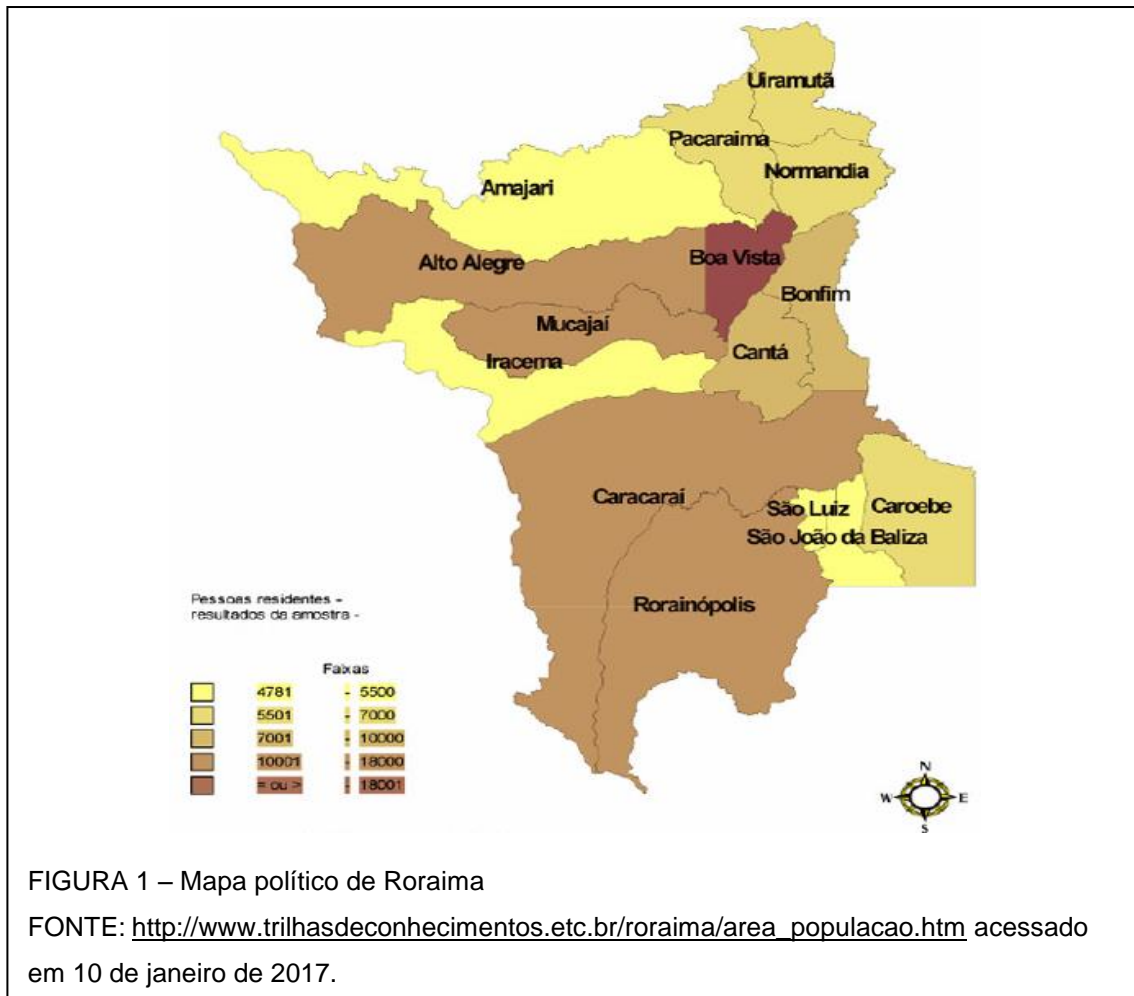 Uiramutã
Pacaraima
Normandia
Amajari
Alto Alegre
Boa Vista
Bonfim
Mucajaí
Cantá
Iracema
Caracaraí
São Luiz
Caroebe
São João da Baliza
Rorainópolis
Pessoas residentes -
resultados da amostra -
Faixas
4781 - 5500
5501 - 7000
7001 - 10000
10001 - 18000
= ou > - 18001
N
W E
S
FIGURA 1 – Mapa político de Roraima
FONTE: http://www.trilhasdeconhecimentos.etc.br/roraima/area_populacao.htm acessado
em 10 de janeiro de 2017.